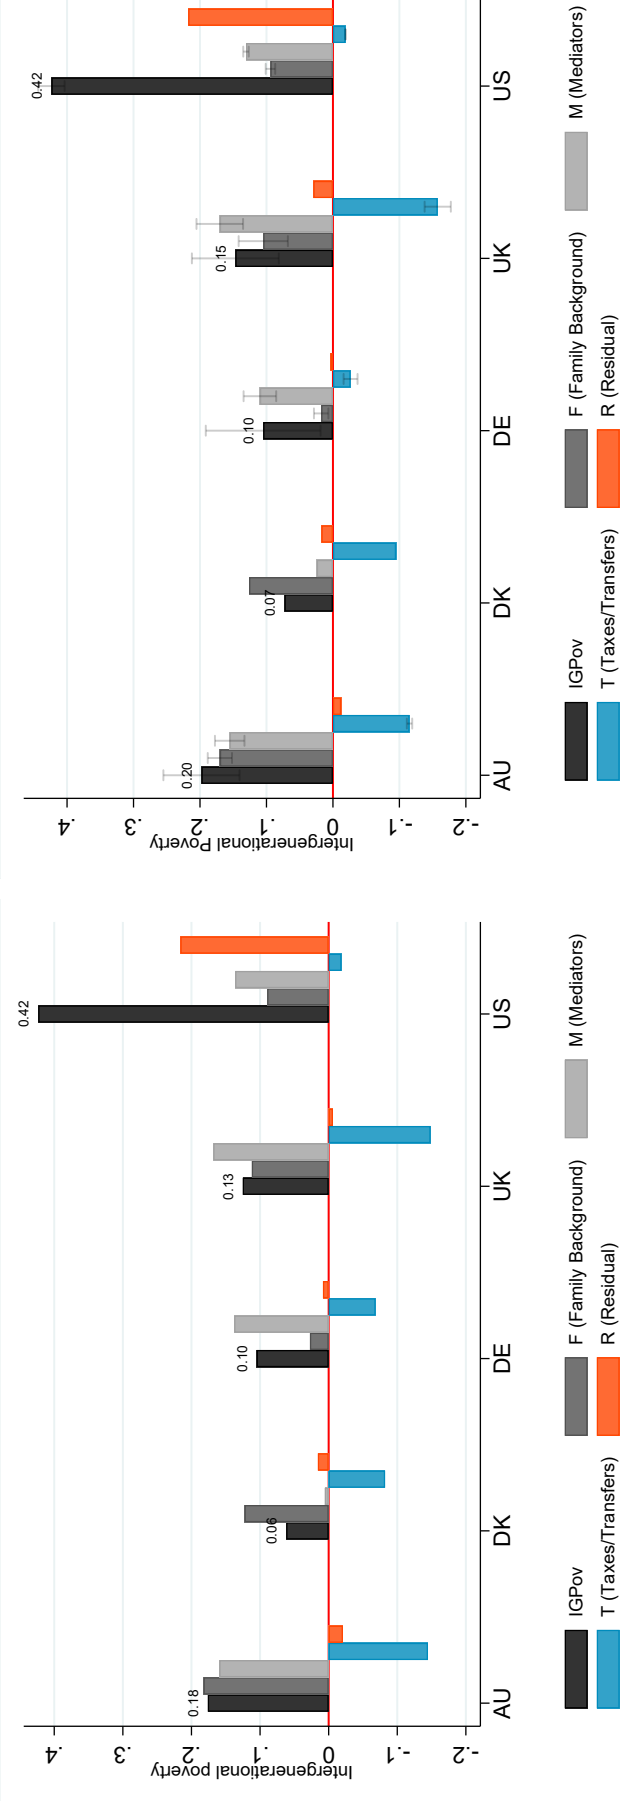 Intergenerational poverty
.4
.3
.2
.1
0
-.1
-.2
0.18
0.06
0.10
0.13
0.42
AU
DK
DE
UK
US
IGPov
F (Family Background)
M (Mediators)
T (Taxes/Transfers)
R (Residual)
Intergenerational Poverty
.4
.3
.2
.1
0
-.1
-.2
0.20
0.07
0.10
0.15
0.42
AU
DK
DE
UK
US
IGPov
F (Family Background)
M (Mediators)
T (Taxes/Transfers)
R (Residual)